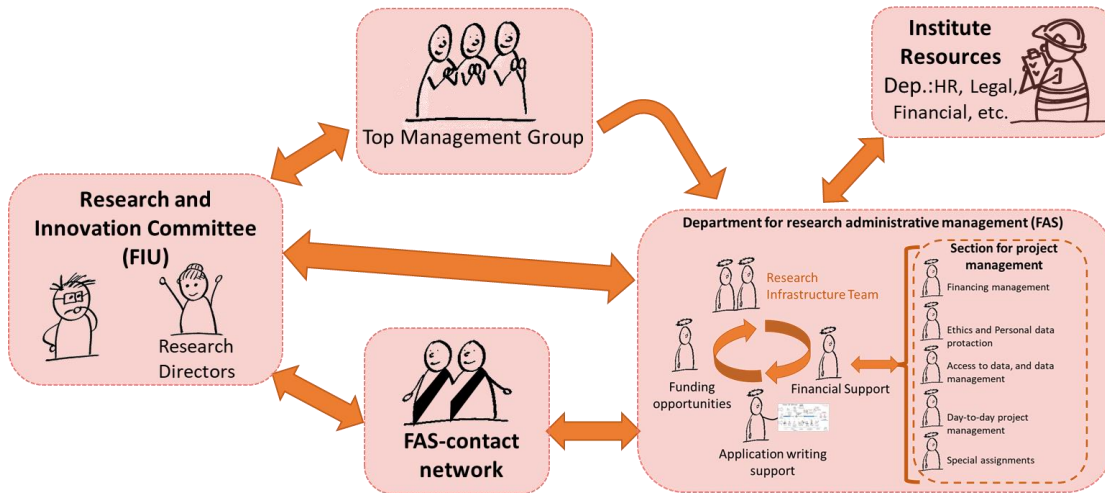 Top Management Group
Institute
Resources
Dep.:HR, Legal,
Financial, etc.
Research and
Innovation Committee
(FIU)
Research
Directors
FAS-contact
network
Department for research administrative management (FAS)
Research
Infrastructure Team
Funding
opportunities
Financial Support
Application writing
support
Section for project
management
Financing management
Ethics and Personal data
protaction
Access to data, and data
management
Day-to-day project
management
Special assignments